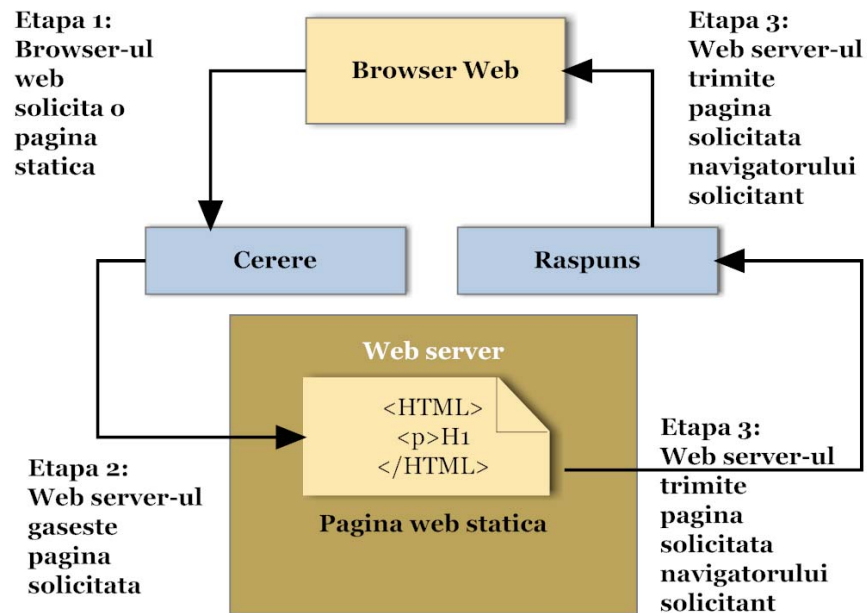 Etapa 1:
Browser-ul
web
solicita o
pagina
statica
Browser Web
Etapa 3:
Web server-ul
trimite
pagina
solicitata
navigatorului
solicitant
Cerere
Raspuns
Web server
<HTML>
<p>H1
</HTML>
Pagina web statica
Etapa 2:
Web server-ul
gaseste
pagina
solicitata
Etapa 3:
Web server-ul
trimite
pagina
solicitata
navigatorului
solicitant